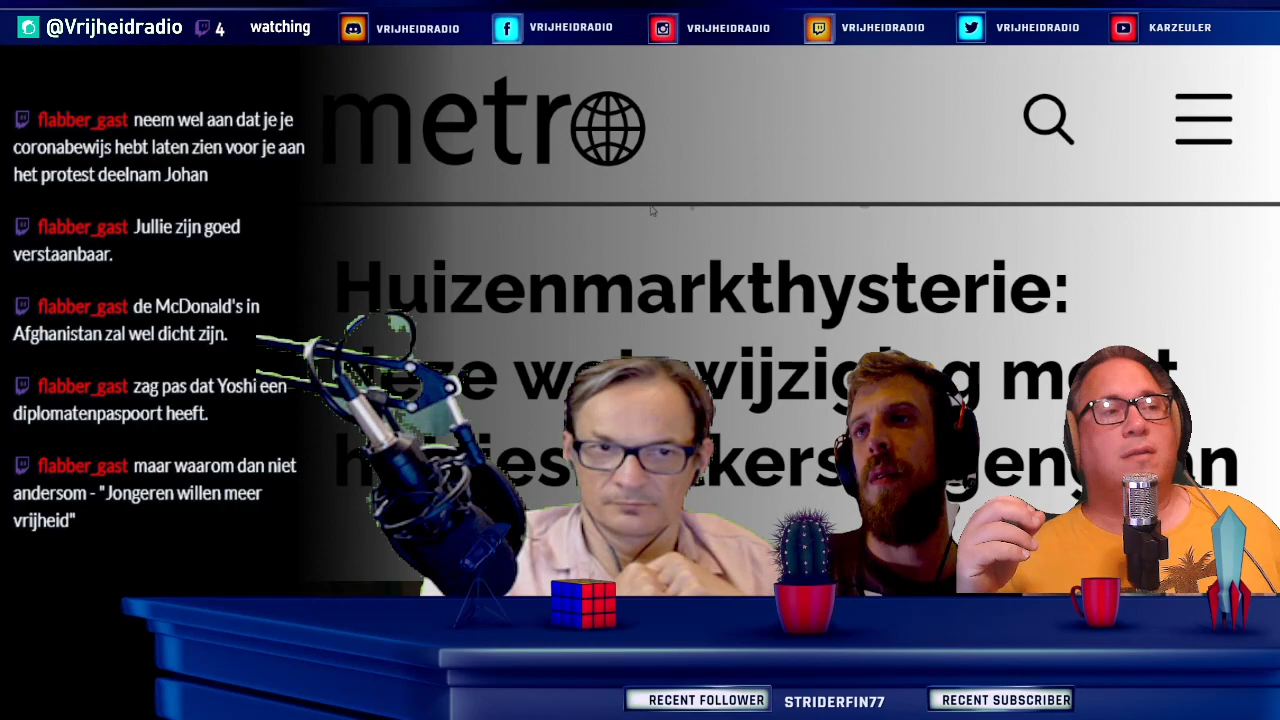 @Vrijheidradio 4 watching VRIJHEIDRADIO VRIJHEIDRADIO VRIJHEIDRADIO VRIJHEIDRADIO VRIJHEIDRADIO KARZEULER
metro
flabber_gast neem wel aan dat je je
coronabewijs hebt laten zien voor je aan
het protest deelnam Johan
flabber_gast Jullie zijn goed
verstaanbaar.
flabber_gast de McDonald's in
Afghanistan zal wel dicht zijn.
flabber_gast zag pas dat Yoshi een
diplomatenpaspoort heeft.
flabber_gast maar waarom dan niet
andersom - "Jongeren willen meer
vrijheid"
Huizenmarkthysterie:
deze
RECENT FOLLOWER STRIDERFIN77 RECENT SUBSCRIBER